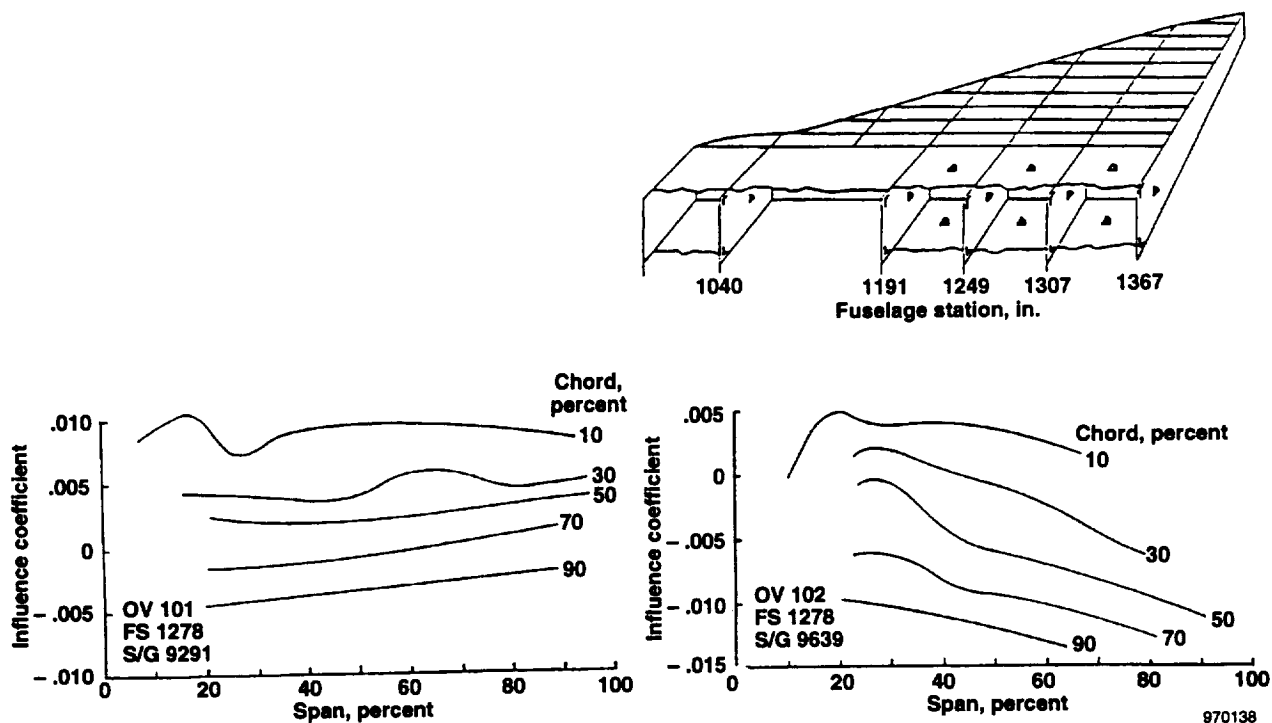 1040
1191
1249
1307
1367
Fuselage station, in.
Influence coefficient
.010
.005
0
– .005
– .010
Chord,
percent
10
30
50
70
90
OV 101
FS 1278
S/G 9291
0
20
40
60
80
100
Span, percent
Influence coefficient
.005
0
– .005
– .010
– .015
Chord, percent
10
30
50
70
90
OV 102
FS 1278
S/G 9639
0
20
40
60
80
100
Span, percent
970138